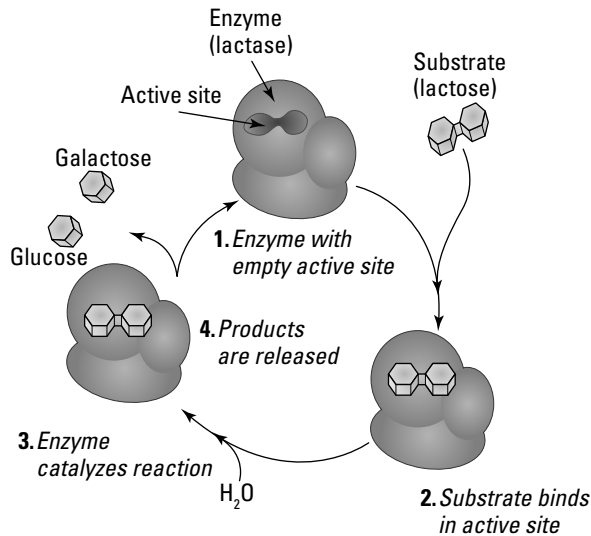 Enzyme
(lactase)
Substrate
(lactose)
Active site
Galactose
Glucose
1. Enzyme with
empty active site
4. Products
are released
3. Enzyme
catalyzes reaction
H₂O
2. Substrate binds
in active site